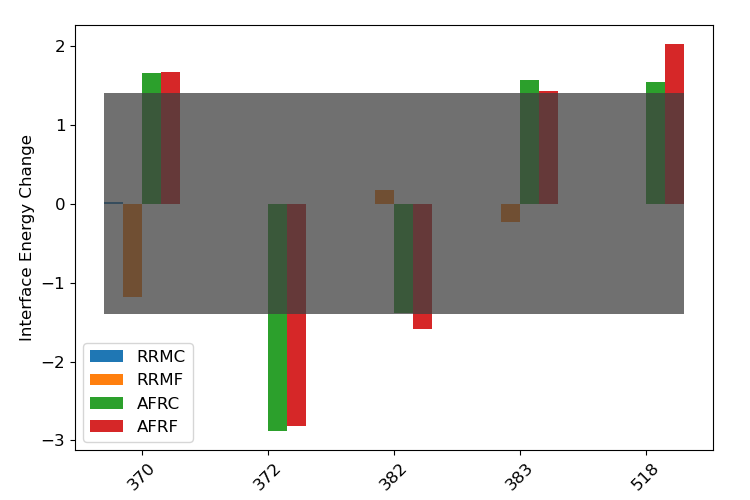 Interface Energy Change
2
1
0
−1
−2
−3
RRMC
RRMF
AFRC
AFRF
370 372 382 383 518